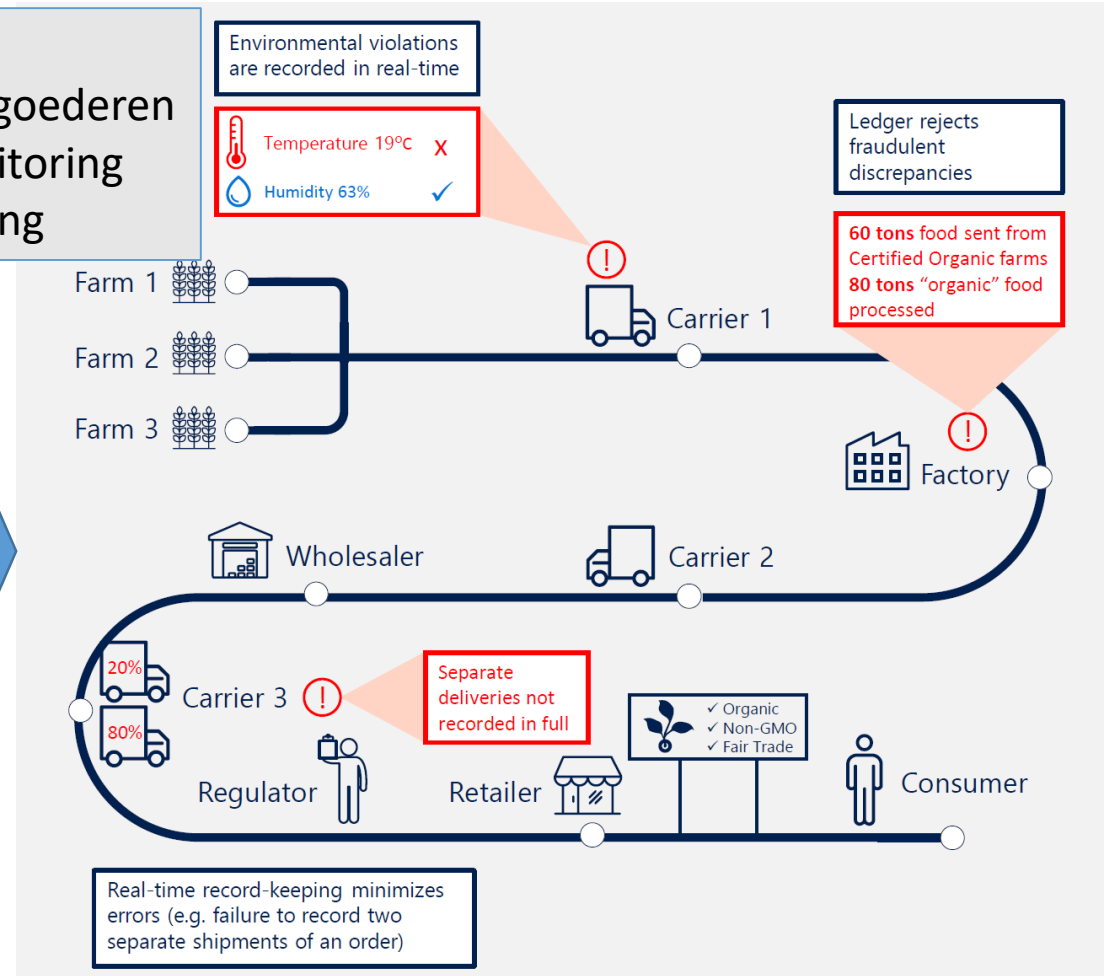 goederen
Environmental violations
are recorded in real-time
Temperature 19°C X
Humidity 63% ✓
Ledger rejects
fraudulent
discrepancies
60 tons food sent from
Certified Organic farms
80 tons “organic” food
processed
Farm 1
Carrier 1
Farm 2
Farm 3
Factory
Wholesaler
Carrier 2
20%
Carrier 3
80%
Separate
deliveries not
recorded in full
✓ Organic
✓ Non-GMO
✓ Fair Trade
Regulator
Retailer
Consumer
Real-time record-keeping minimizes
errors (e.g. failure to record two
separate shipments of an order)